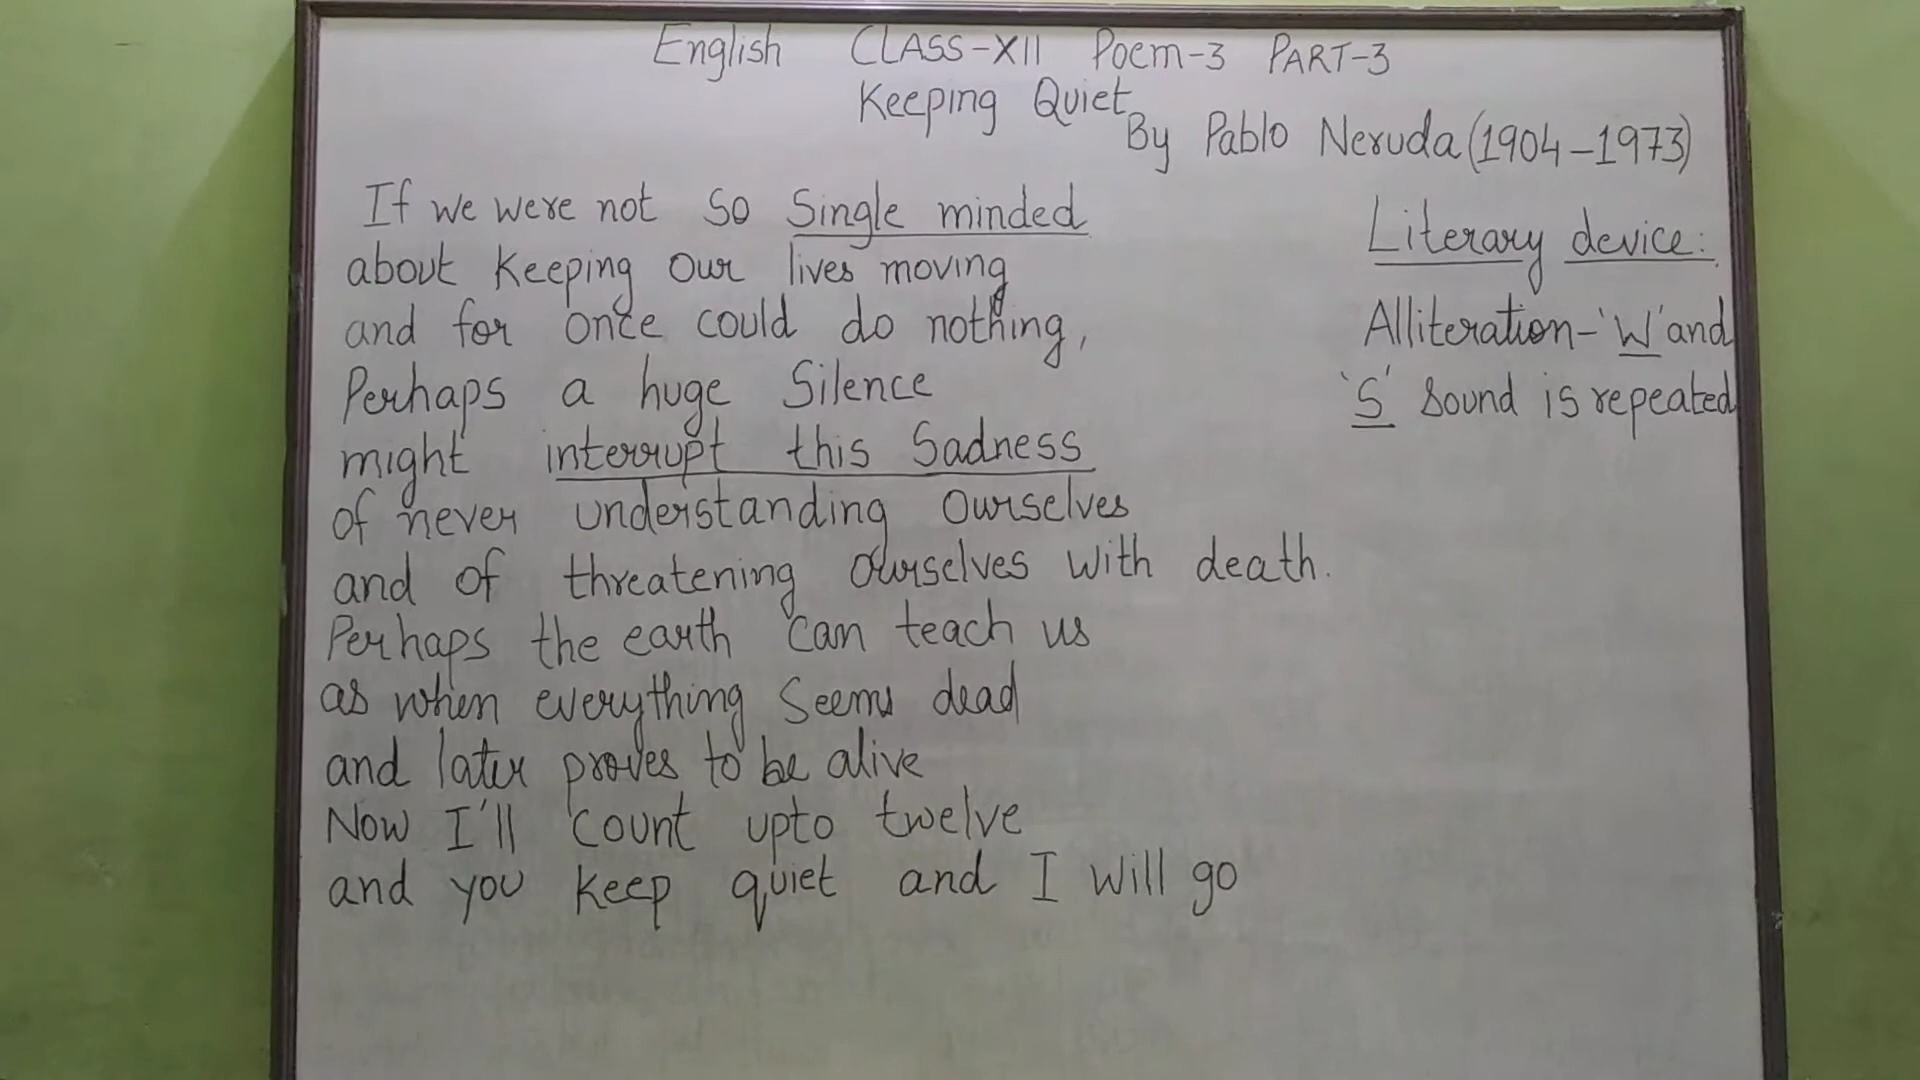 English CLASS-XII Poem-3 PART-3
Keeping Quiet
By Pablo Neruda (1904-1973)
If we were not so Single minded
about Keeping our lives moving
and for once could do nothing,
Perhaps a huge Silence
might interrupt this Sadness
of never understanding ourselves
and of threatening ourselves with death.
Perhaps the earth can teach us
as when everything Seems dead
and later proves to be alive
Now I'll count upto twelve
and you keep quiet and I will go
Literary device:
Alliteration-'W' and
'S' Sound is repeated